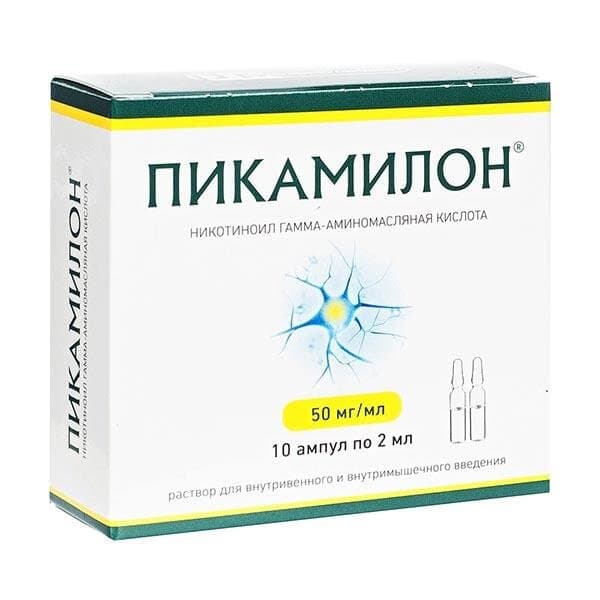 ПИКАМИЛОН®
НИКОТИНОИЛ ГАММА-АМИНОМАСЛЯНАЯ КИСЛОТА
50 мг/мл
10 ампул по 2 мл
раствор для внутривенного и внутримышечного введения
ПИКАМИЛОН®
НИКОТИНОИЛ ГАММА-АМИНОМАСЛЯНАЯ КИСЛОТА